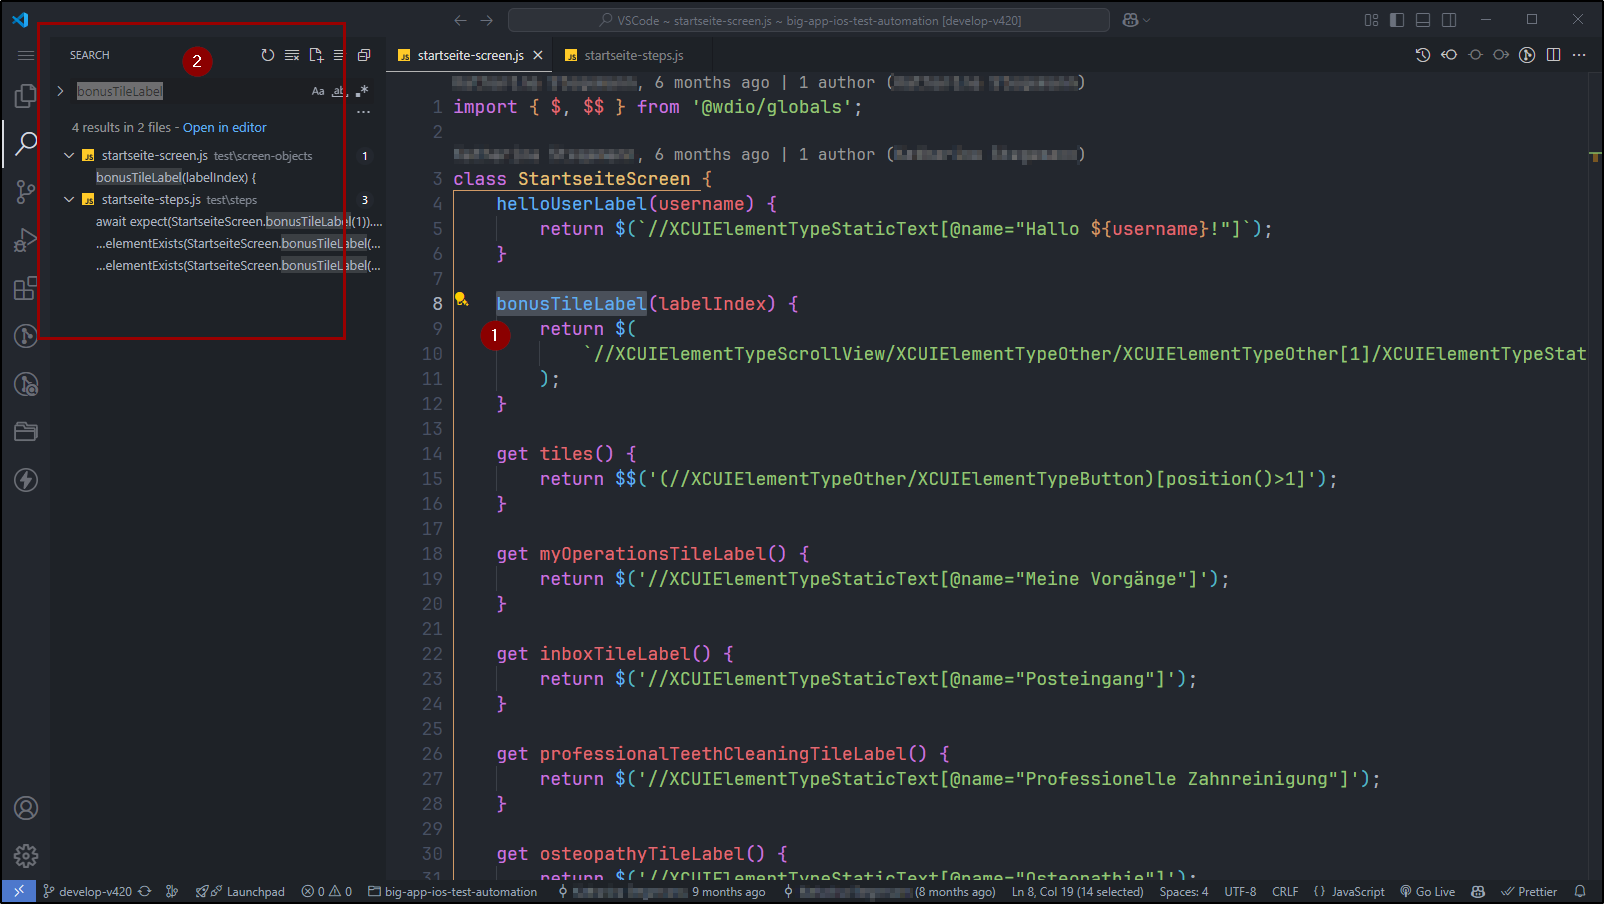 VSCode ~ startseite-screen.js ~ big-app-ios-test-automation [develop-v420]
SEARCH
2
bonusTileLabel
Aa ab .*
...
4 results in 2 files - Open in editor
startseite-screen.js test\screen-objects 1
bonusTileLabel(labelIndex) {
startseite-steps.js test\steps 3
await expect(StartseiteScreen.bonusTileLabel(1))....
...elementExists(StartseiteScreen.bonusTileLabel(...
...elementExists(StartseiteScreen.bonusTileLabel(...
JS startseite-screen.js
JS startseite-steps.js
, 6 months ago | 1 author ( )
1 import { $, $$ } from '@wdio/globals';
2
, 6 months ago | 1 author ( )
3 class StartseiteScreen {
4 helloUserLabel(username) {
5 return $(`//XCUIElementTypeStaticText[@name="Hallo ${username}!"]`);
6 }
7
8 bonusTileLabel(labelIndex) {
1
9 return $(
10 `//XCUIElementTypeScrollView/XCUIElementTypeOther/XCUIElementTypeOther[1]/XCUIElementTypeStat
11 );
12 }
13
14 get tiles() {
15 return $$('(//XCUIElementTypeOther/XCUIElementTypeButton)[position()>1]');
16 }
17
18 get myOperationsTileLabel() {
19 return $('//XCUIElementTypeStaticText[@name="Meine Vorgänge"]');
20 }
21
22 get inboxTileLabel() {
23 return $('//XCUIElementTypeStaticText[@name="Posteingang"]');
24 }
25
26 get professionalTeethCleaningTileLabel() {
27 return $('//XCUIElementTypeStaticText[@name="Professionelle Zahnreinigung"]');
28 }
29
30 get osteopathyTileLabel() {
31 return $('//XCUIElementTypeStaticText[@name="Osteopathie"]');
develop-v420 Launchpad 0 0 big-app-ios-test-automation 9 months ago (8 months ago) Ln 8, Col 19 (14 selected) Spaces: 4 UTF-8 CRLF {} JavaScript Go Live Prettier